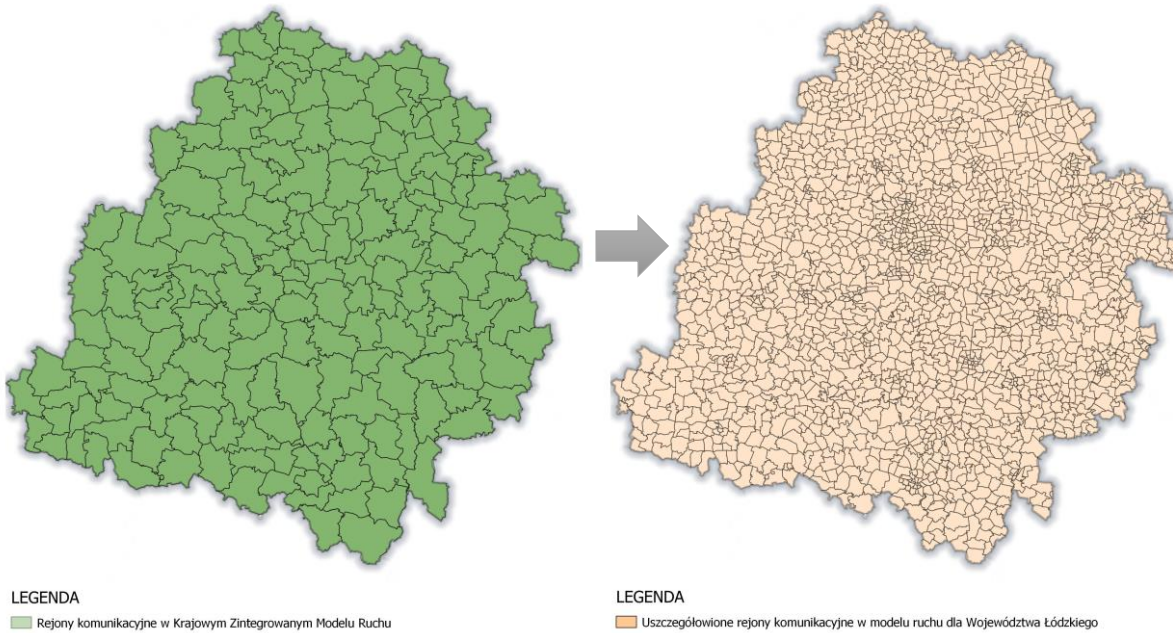 LEGENDA
Rejony komunikacyjne w Krajowym Zintegrowanym Modelu Ruchu
LEGENDA
Uszczegółowione rejony komunikacyjne w modelu ruchu dla Województwa Łódzkiego